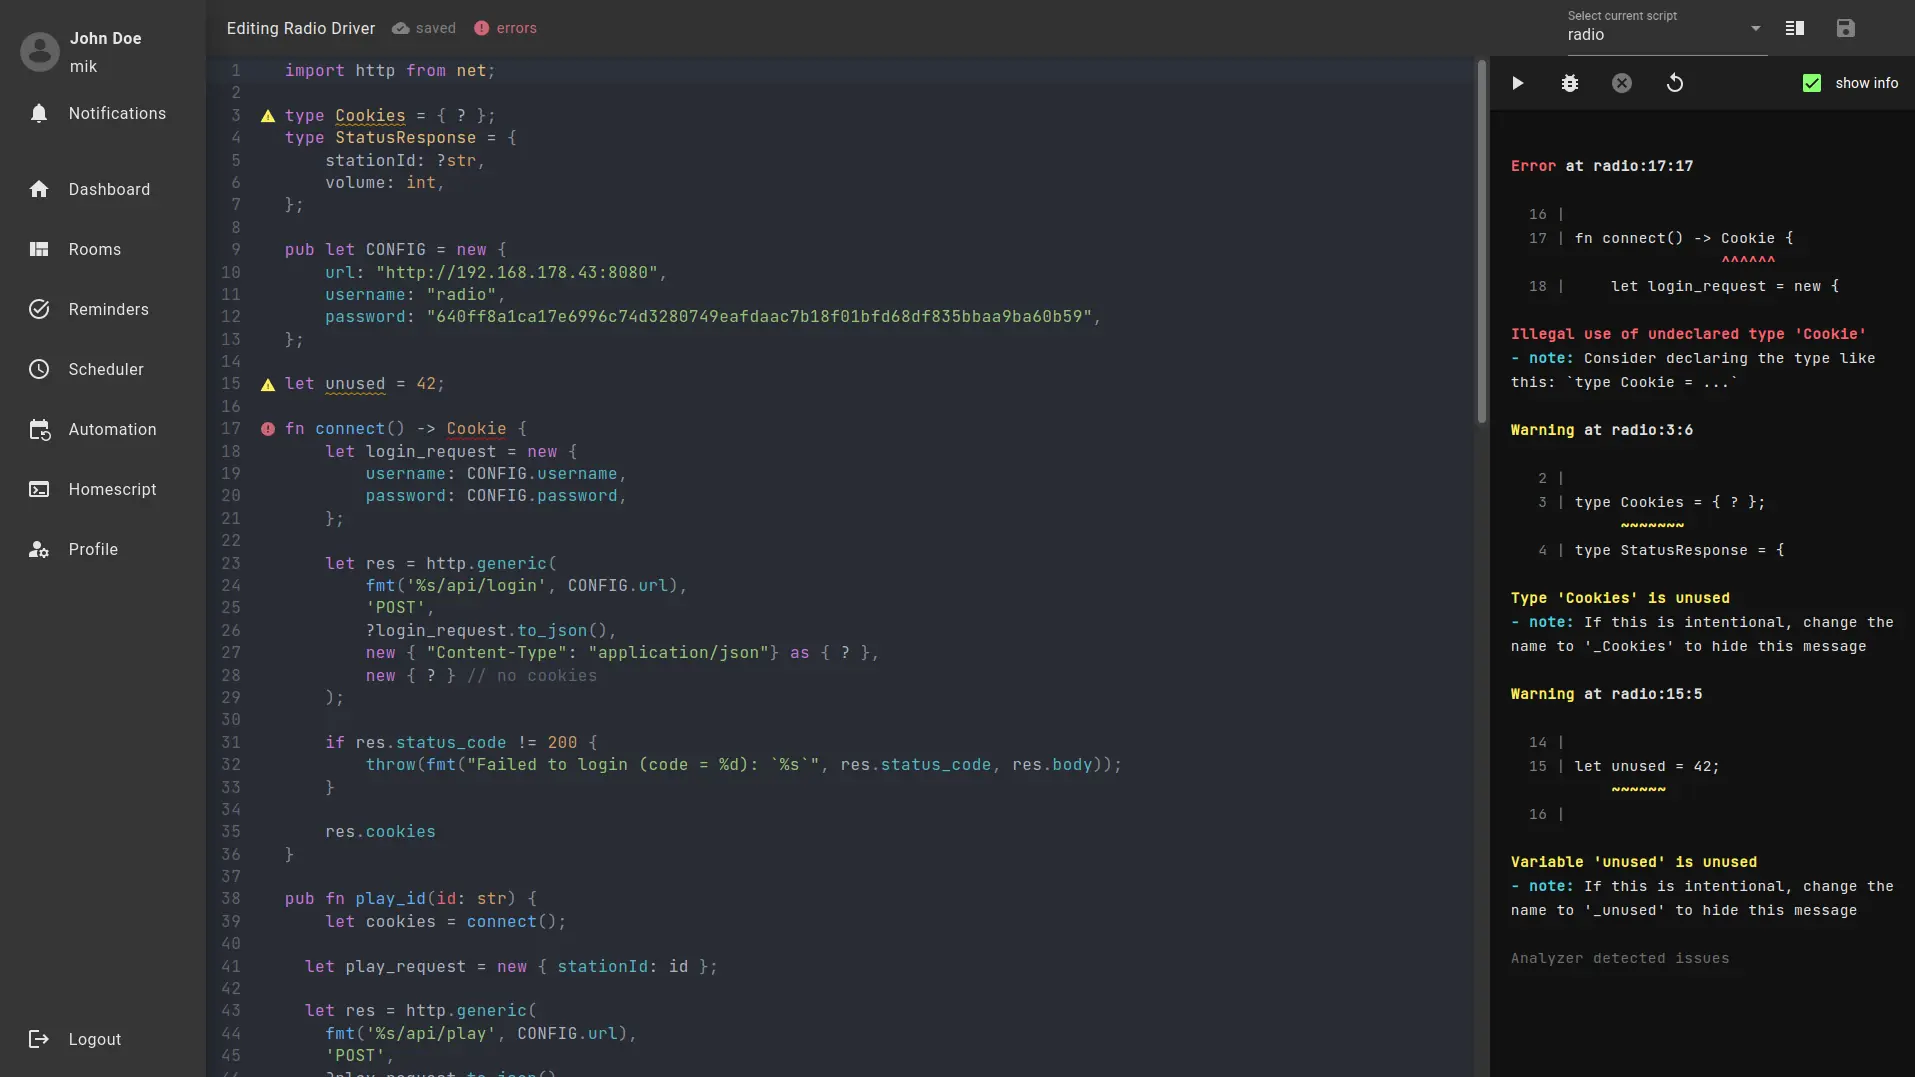 John Doe
mik
Notifications
Dashboard
Rooms
Reminders
Scheduler
Automation
Homescript
Profile
Logout
Editing Radio Driver saved errors
Select current script
radio
1 import http from net;
2
3 type Cookies = { ? };
4 type StatusResponse = {
5     stationId: ?str,
6     volume: int,
7 };
8
9 pub let CONFIG = new {
10     url: "http://192.168.178.43:8080",
11     username: "radio",
12     password: "640ff8a1ca17e6996c74d3280749eafdaac7b18f01bfd68df835bbaa9ba60b59",
13 };
14
15 let unused = 42;
16
17 fn connect() -> Cookie {
18     let login_request = new {
19         username: CONFIG.username,
20         password: CONFIG.password,
21     };
22
23     let res = http.generic(
24         fmt('%s/api/login', CONFIG.url),
25         'POST',
26         ?login_request.to_json(),
27         new { "Content-Type": "application/json"} as { ? },
28         new { ? } // no cookies
29     );
30
31     if res.status_code != 200 {
32         throw(fmt("Failed to login (code = %d): `%s`", res.status_code, res.body));
33     }
34
35     res.cookies
36 }
37
38 pub fn play_id(id: str) {
39     let cookies = connect();
40
41   let play_request = new { stationId: id };
42
43   let res = http.generic(
44     fmt('%s/api/play', CONFIG.url),
45     'POST',
show info
Error at radio:17:17
16 |
17 | fn connect() -> Cookie {
^^^^^^
18 |     let login_request = new {
Illegal use of undeclared type 'Cookie'
- note: Consider declaring the type like
this: `type Cookie = ...`
Warning at radio:3:6
2 |
3 | type Cookies = { ? };
~~~~~~~
4 | type StatusResponse = {
Type 'Cookies' is unused
- note: If this is intentional, change the
name to '_Cookies' to hide this message
Warning at radio:15:5
14 |
15 | let unused = 42;
~~~~~~
16 |
Variable 'unused' is unused
- note: If this is intentional, change the
name to '_unused' to hide this message
Analyzer detected issues